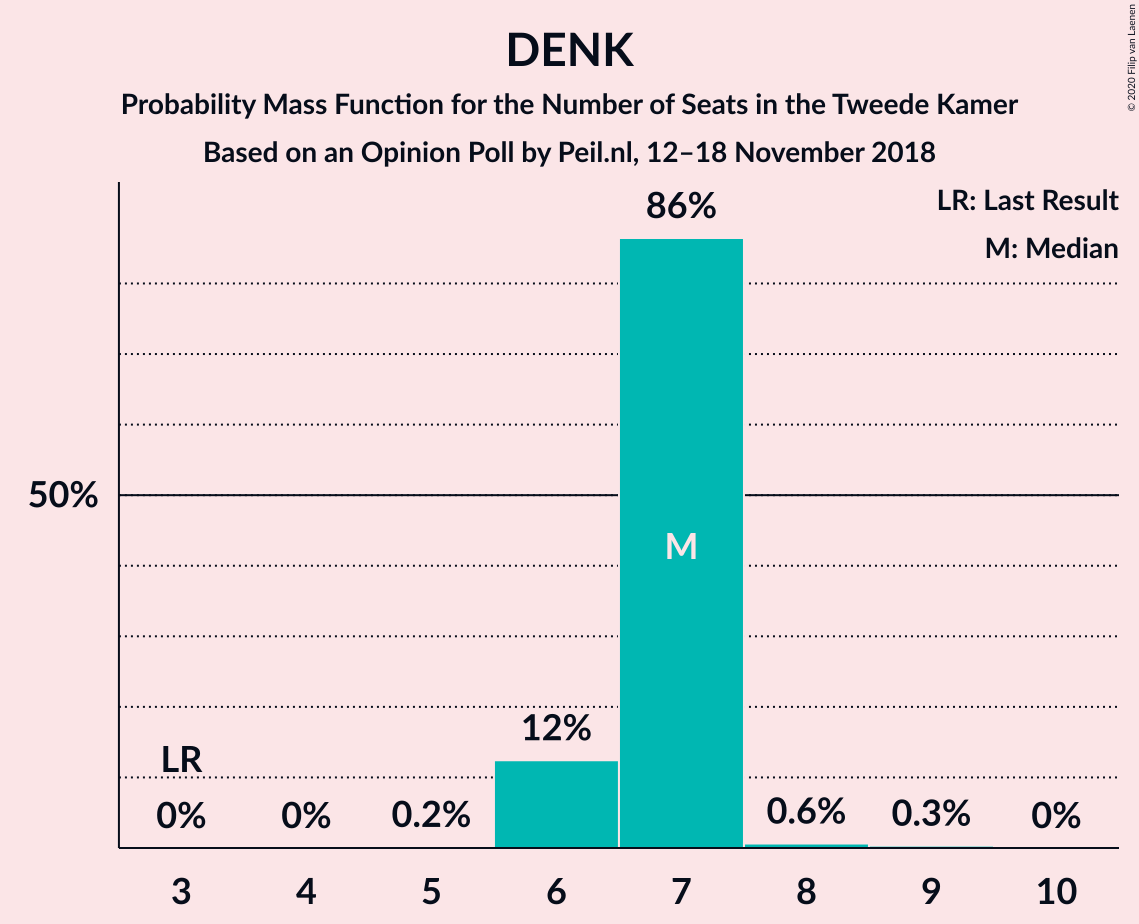 DENK
Probability Mass Function for the Number of Seats in the Tweede Kamer
Based on an Opinion Poll by Peil.nl, 12–18 November 2018
© 2020 Filip van Laenen
LR: Last Result
M: Median
86%
50%
M
12%
LR
0% 0% 0.2% 0.6% 0.3% 0%
3 4 5 6 7 8 9 10